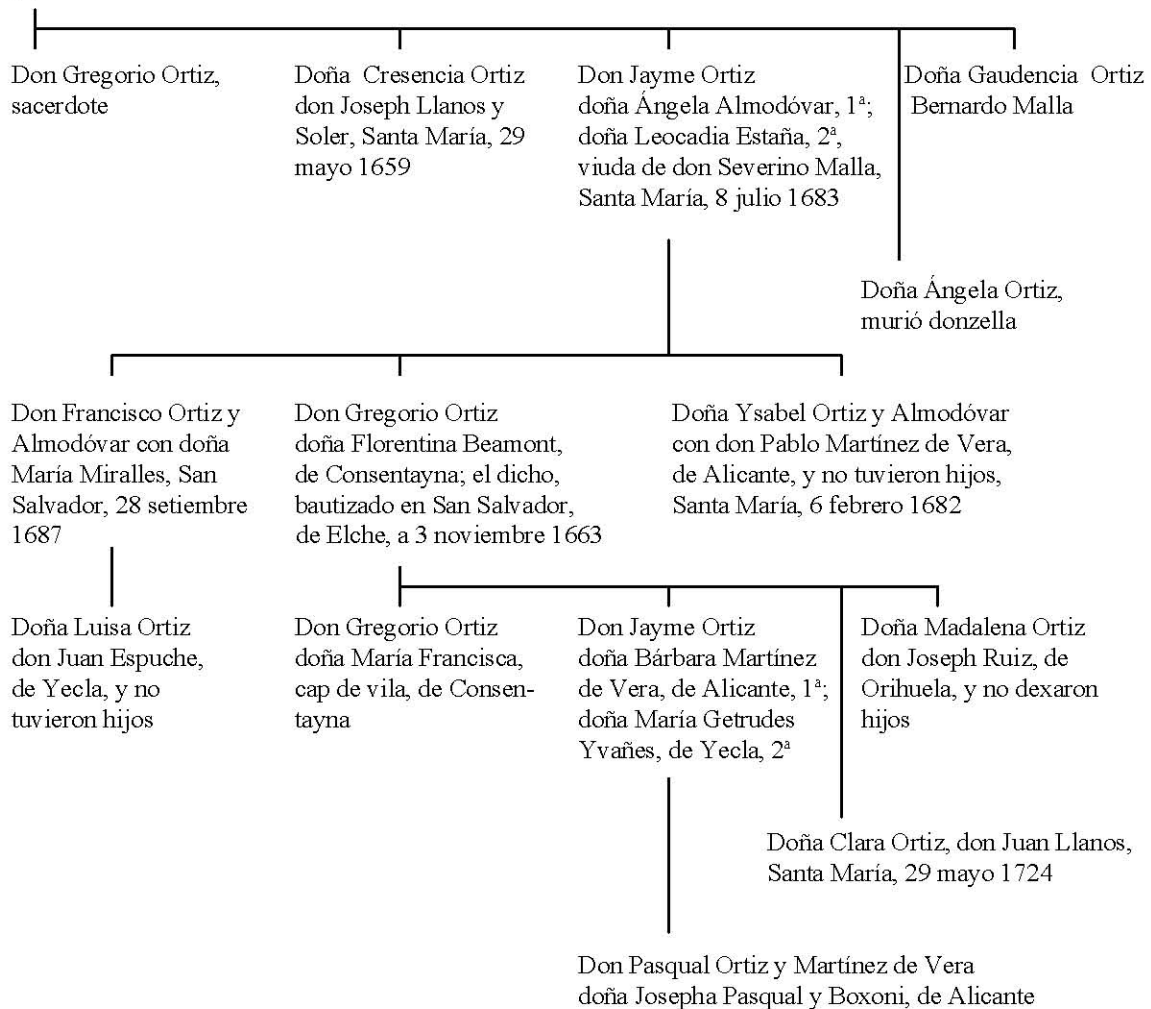 Don Gregorio Ortiz,
sacerdote
Doña Cresencia Ortiz
don Joseph Llanos y
Soler, Santa María, 29
mayo 1659
Don Jayme Ortiz
doña Ángela Almodóvar, 1ª;
doña Leocadia Estaña, 2ª,
viuda de don Severino Malla,
Santa María, 8 julio 1683
Doña Gaudencia Ortiz
Bernardo Malla
Doña Ángela Ortiz,
murió donzella
Don Francisco Ortiz y
Almodóvar con doña
María Miralles, San
Salvador, 28 setiembre
1687
Don Gregorio Ortiz
doña Florentina Beamont,
de Consentayna; el dicho,
bautizado en San Salvador,
de Elche, a 3 noviembre 1663
Doña Ysabel Ortiz y Almodóvar
con don Pablo Martínez de Vera,
de Alicante, y no tuvieron hijos,
Santa María, 6 febrero 1682
Doña Luisa Ortiz
don Juan Espuche,
de Yecla, y no
tuvieron hijos
Don Gregorio Ortiz
doña María Francisca,
cap de vila, de Consen-
tayna
Don Jayme Ortiz
doña Bárbara Martínez
de Vera, de Alicante, 1ª;
doña María Getrudes
Yvañes, de Yecla, 2ª
Doña Madalena Ortiz
don Joseph Ruiz, de
Orihuela, y no dexaron
hijos
Doña Clara Ortiz, don Juan Llanos,
Santa María, 29 mayo 1724
Don Pasqual Ortiz y Martínez de Vera
doña Josepha Pasqual y Boxoni, de Alicante